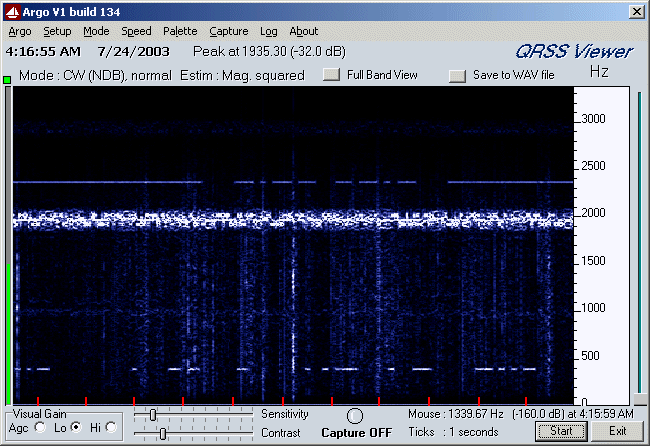 Argo V1 build 134
Argo Setup Mode Speed Palette Capture Log About
4:16:55 AM 7/24/2003 Peak at 1935.30 (-32.0 dB) QRSS Viewer
Mode : CW (NDB), normal Estim : Mag. squared Full Band View Save to WAV file Hz
3000
2500
2000
1500
1000
500
0
Visual Gain Sensitivity Mouse : 1339.67 Hz (-160.0 dB) at 4:15:59 AM
Agc Lo Hi Contrast Capture OFF Ticks : 1 seconds Start Exit